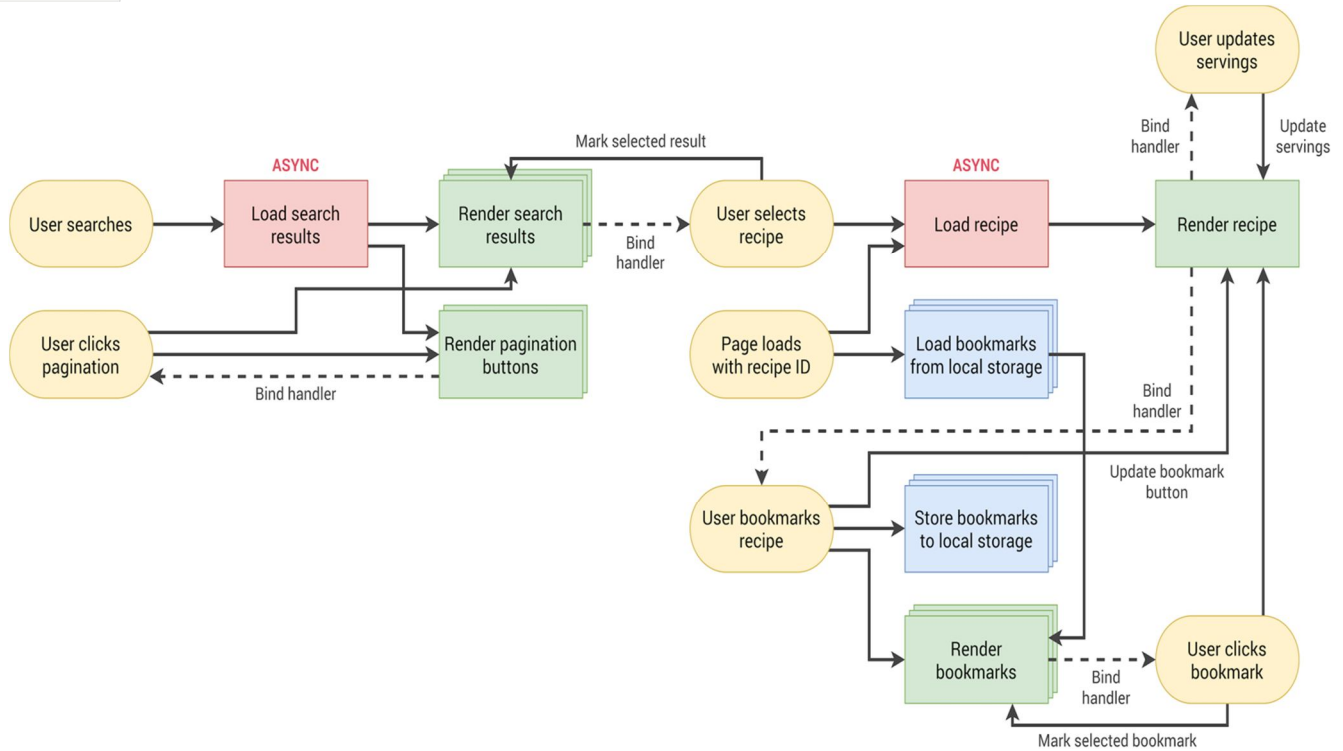 User updates
servings
Bind
handler
Update
servings
Mark selected result
ASYNC
ASYNC
User searches
Load search
results
Render search
results
Bind
handler
User selects
recipe
Load recipe
Render recipe
User clicks
pagination
Render pagination
buttons
Bind handler
Page loads
with recipe ID
Load bookmarks
from local storage
Bind
handler
Update bookmark
button
User bookmarks
recipe
Store bookmarks
to local storage
Render
bookmarks
Bind
handler
User clicks
bookmark
Mark selected bookmark